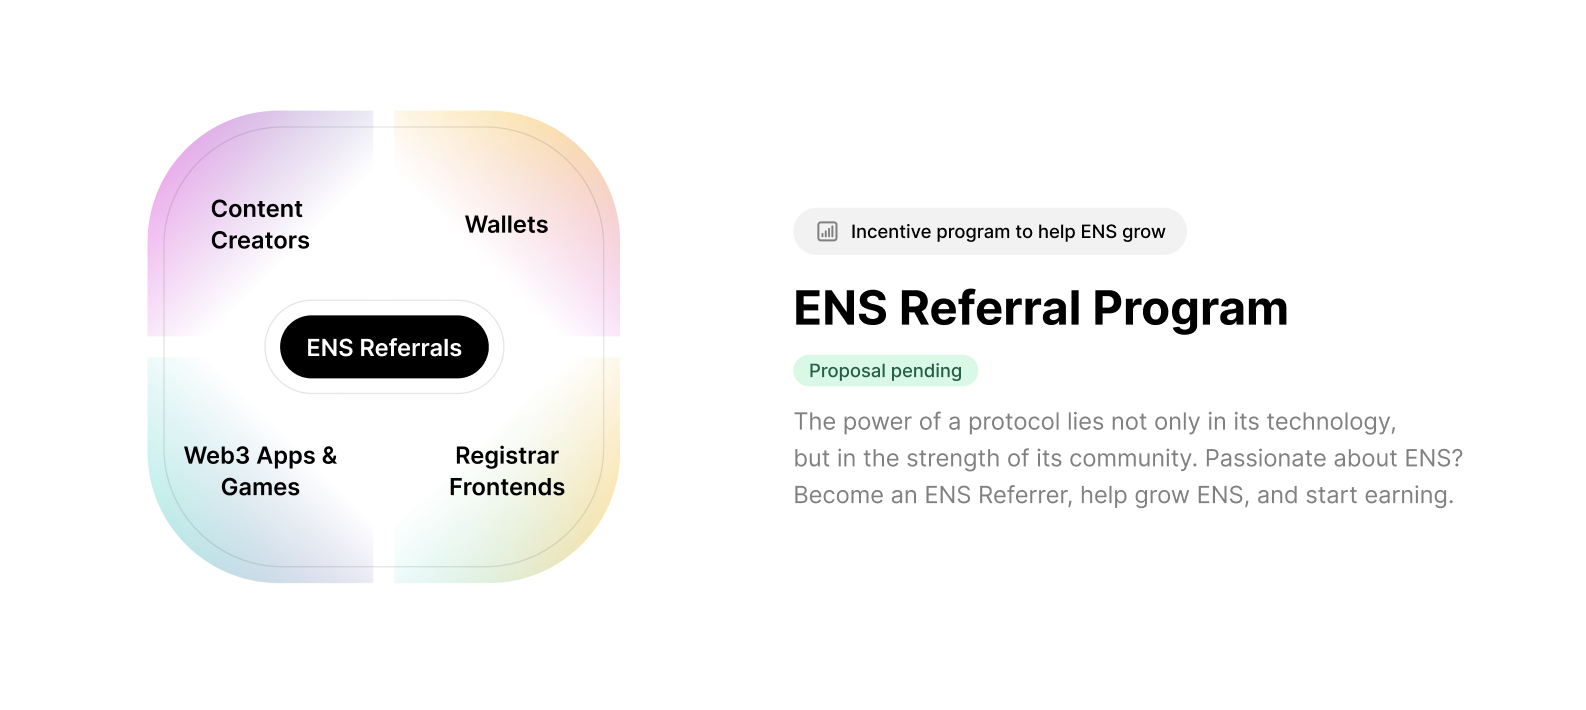 Content
Creators
Wallets
ENS Referrals
Web3 Apps &
Games
Registrar
Frontends
Incentive program to help ENS grow
ENS Referral Program
Proposal pending
The power of a protocol lies not only in its technology,
but in the strength of its community. Passionate about ENS?
Become an ENS Referrer, help grow ENS, and start earning.